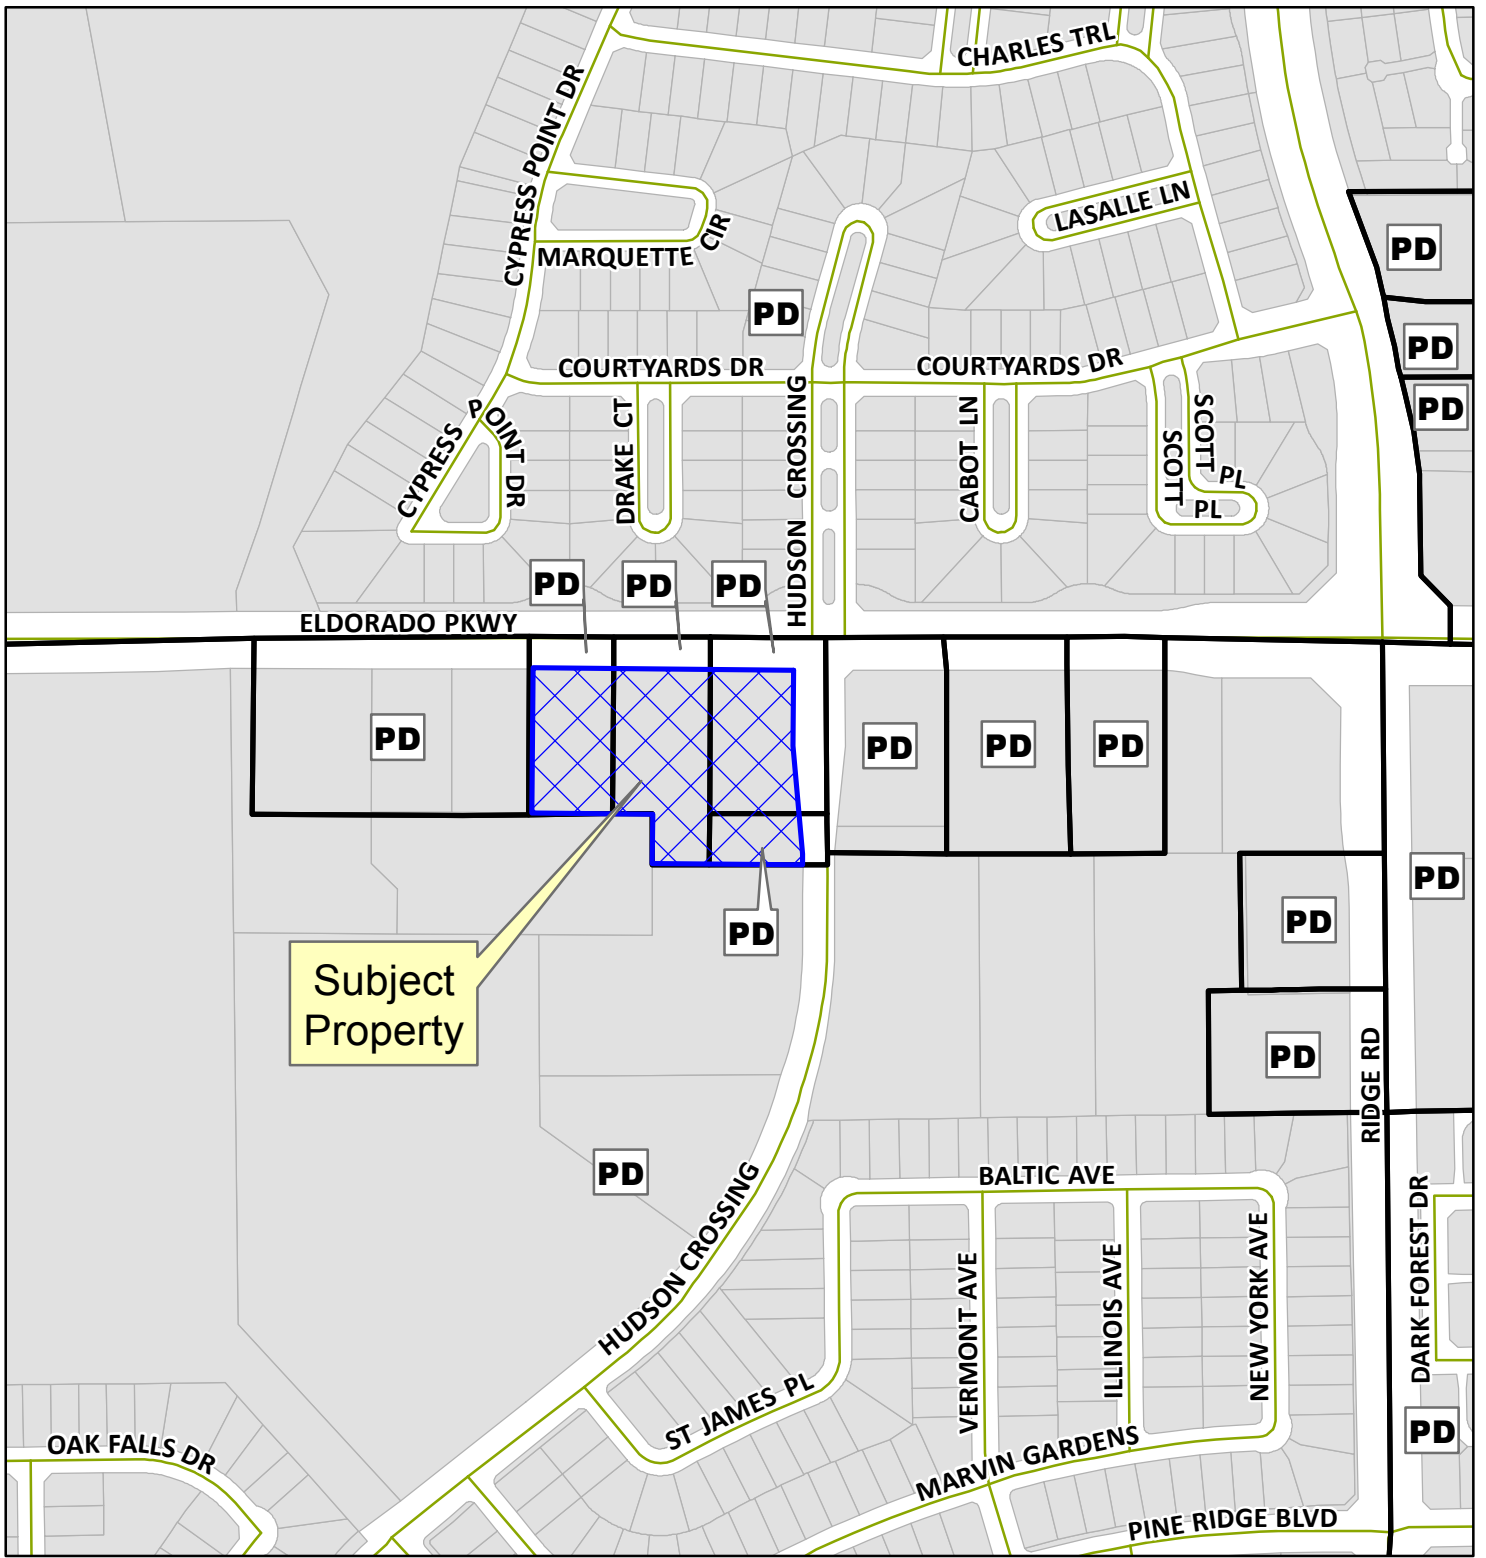 CHARLES TRL
CYPRESS POINT DR
LASALLE LN
MARQUETTE CIR
PD
PD
PD
PD
COURTYARDS DR
COURTYARDS DR
CYPRESS POINT DR
DRAKE CT
HUDSON CROSSING
CABOT LN
SCOTT PL
SCOTT PL
PD
PD
PD
ELDORADO PKWY
PD
PD
PD
PD
PD
PD
PD
PD
Subject
Property
PD
RIDGE RD
PD
HUDSON CROSSING
BALTIC AVE
VERMONT AVE
ILLINOIS AVE
NEW YORK AVE
DARK FOREST DR
ST JAMES PL
PD
OAK FALLS DR
MARVIN GARDENS
PINE RIDGE BLVD